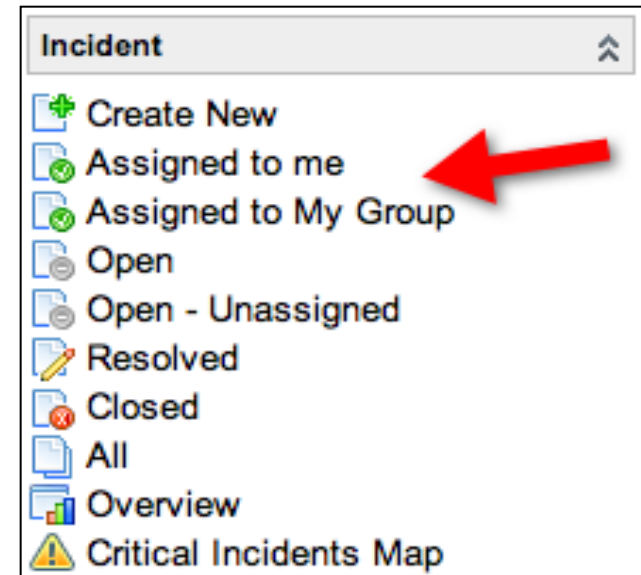 Incident
Create New
Assigned to me
Assigned to My Group
Open
Open - Unassigned
Resolved
Closed
All
Overview
Critical Incidents Map